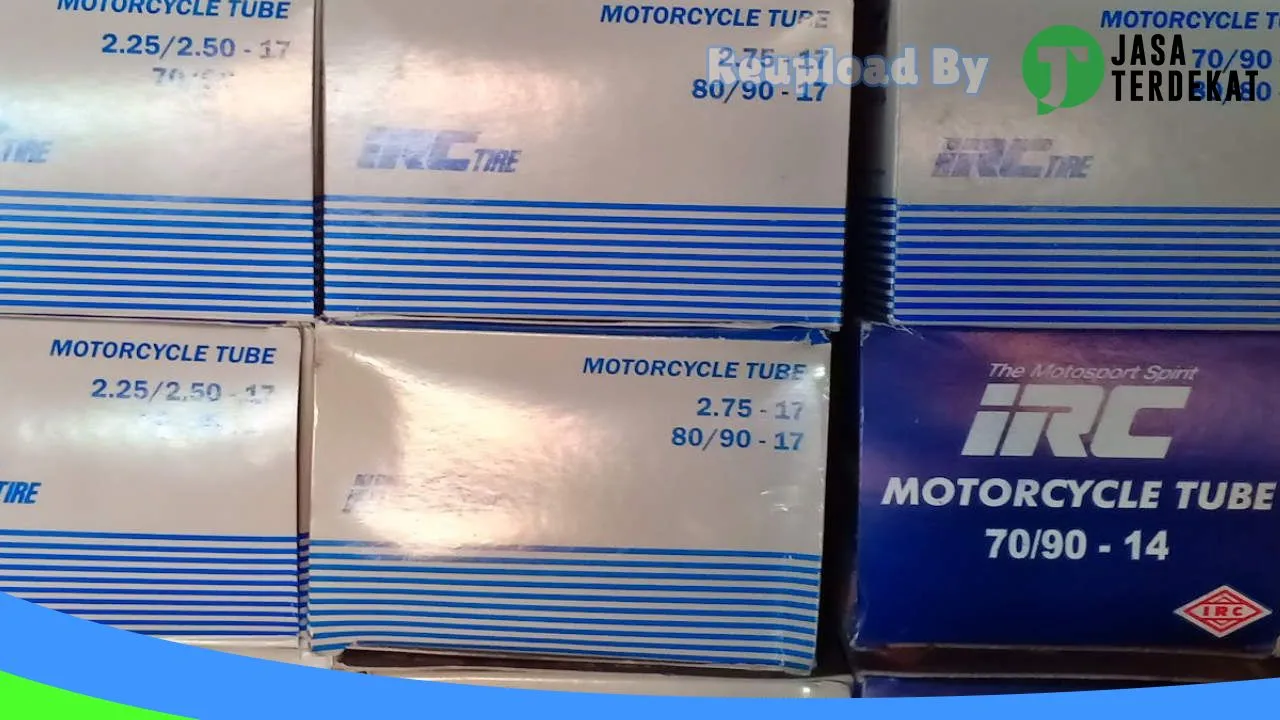 MOTORCYCLE TUBE
2.25/2.50 - 17
TIRE
MOTORCYCLE TUBE
2.75 - 17
80/90 - 17
IRC TIRE
MOTORCYCLE
70/90
80/80
IRC TIRE
Reupload By
JASA
TERDEKAT
MOTORCYCLE TUBE
2.25/2.50 - 17
TIRE
MOTORCYCLE TUBE
2.75 - 17
80/90 - 17
The Motosport Spirit
iRC
MOTORCYCLE TUBE
70/90 - 14
IRC